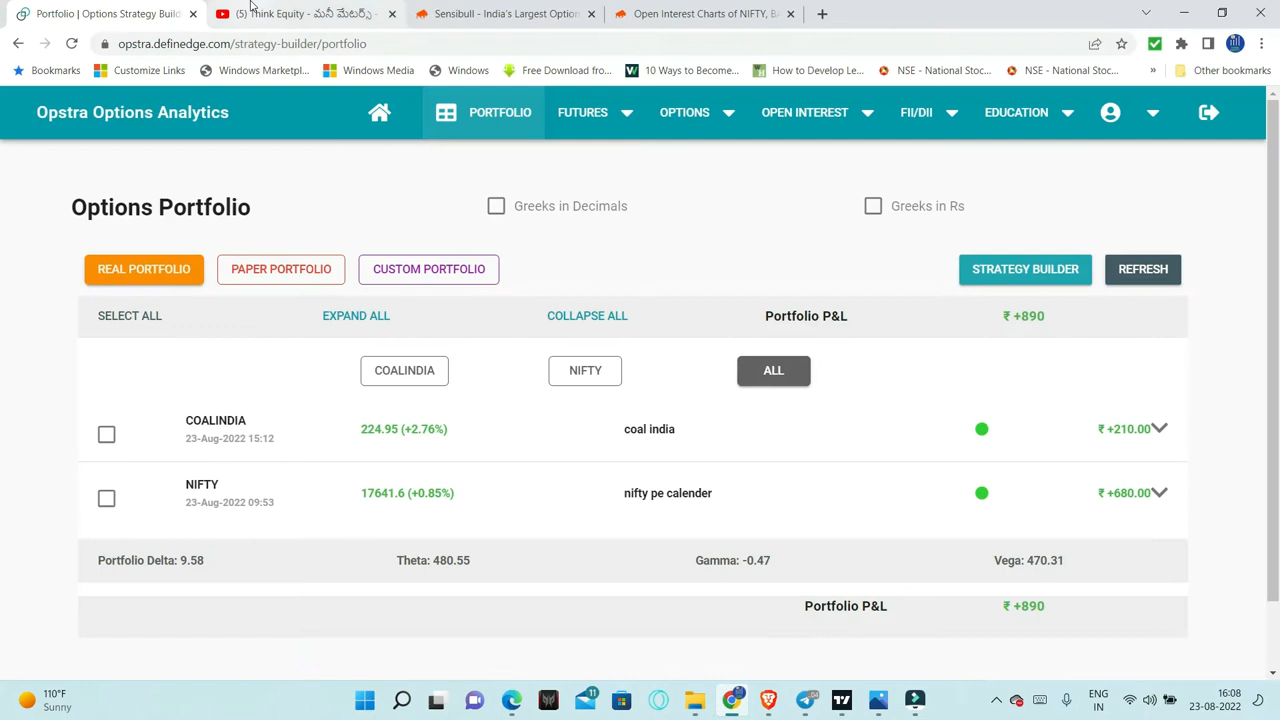 Portfolio | Options Strategy Build
(5) Think Equity - మనీ మేటర్స్ -
Sensibull - India's Largest Option
Open Interest Charts of NIFTY, BA
opstra.definedge.com/strategy-builder/portfolio
Bookmarks
Customize Links
Windows Marketpl...
Windows Media
Windows
Free Download fro...
10 Ways to Become...
How to Develop Le...
NSE - National Stoc...
NSE - National Stoc...
»
Other bookmarks
Opstra Options Analytics
PORTFOLIO
FUTURES
OPTIONS
OPEN INTEREST
FII/DII
EDUCATION
Options Portfolio
Greeks in Decimals
Greeks in Rs
REAL PORTFOLIO
PAPER PORTFOLIO
CUSTOM PORTFOLIO
STRATEGY BUILDER
REFRESH
SELECT ALL
EXPAND ALL
COLLAPSE ALL
Portfolio P&L
₹ +890
COALINDIA
NIFTY
ALL
COALINDIA
23-Aug-2022 15:12
224.95 (+2.76%)
coal india
₹ +210.00
NIFTY
23-Aug-2022 09:53
17641.6 (+0.85%)
nifty pe calender
₹ +680.00
Portfolio Delta: 9.58
Theta: 480.55
Gamma: -0.47
Vega: 470.31
Portfolio P&L
₹ +890
110°F
Sunny
11
ENG
IN
16:08
23-08-2022